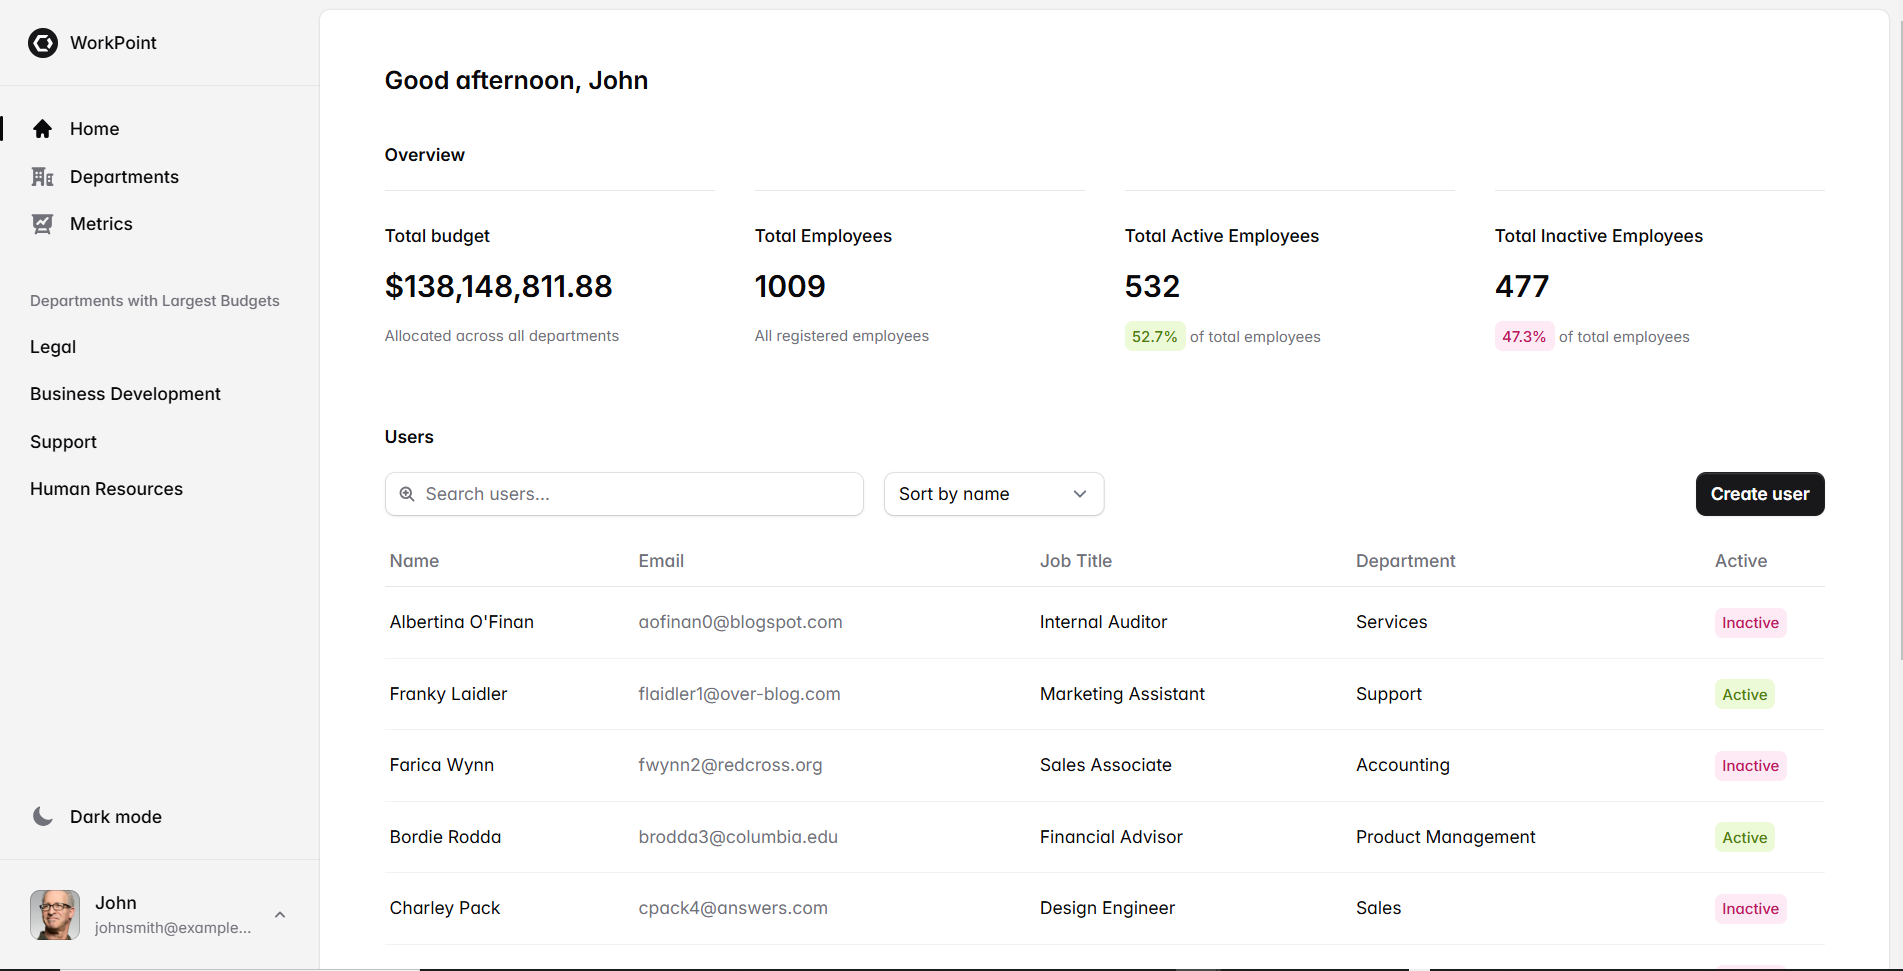 WorkPoint
Home
Departments
Metrics
Departments with Largest Budgets
Legal
Business Development
Support
Human Resources
Dark mode
John
johnsmith@example...
Good afternoon, John
Overview
Total budget
$138,148,811.88
Allocated across all departments
Total Employees
1009
All registered employees
Total Active Employees
532
52.7% of total employees
Total Inactive Employees
477
47.3% of total employees
Users
Search users... Sort by name Create user
Name Email Job Title Department Active
Albertina O'Finan aofinan0@blogspot.com Internal Auditor Services Inactive
Franky Laidler flaidler1@over-blog.com Marketing Assistant Support Active
Farica Wynn fwynn2@redcross.org Sales Associate Accounting Inactive
Bordie Rodda brodda3@columbia.edu Financial Advisor Product Management Active
Charley Pack cpack4@answers.com Design Engineer Sales Inactive